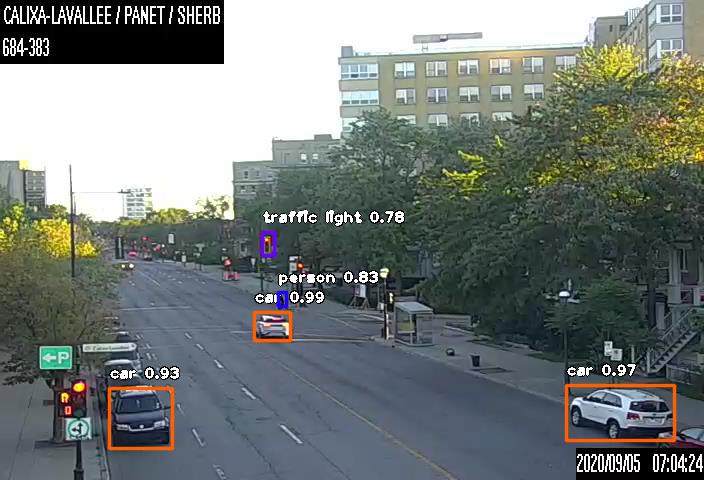 CALIXA-LAVALLEE / PANET / SHERB
684-383
traffic light 0.78
person 0.83
car 0.99
car 0.93
car 0.97
P
2020/09/05 07:04:24